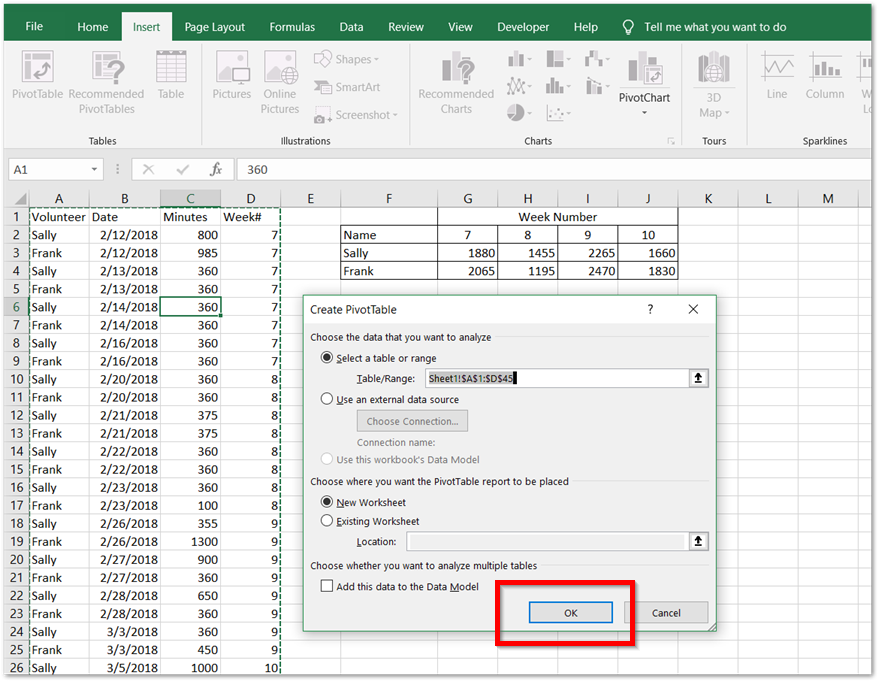 File Home Insert Page Layout Formulas Data Review View Developer Help Tell me what you want to do
PivotTable Recommended PivotTables Table Pictures Online Pictures Shapes SmartArt Screenshot Recommended Charts PivotChart 3D Map Line Column
Tables Illustrations Charts Tours Sparklines
A1 fx 360
A B C D E F G H I J K L M
1 Volunteer Date Minutes Week# Week Number
2 Sally 2/12/2018 800 7 Name 7 8 9 10
3 Frank 2/12/2018 985 7 Sally 1880 1455 2265 1660
4 Sally 2/13/2018 360 7 Frank 2065 1195 2470 1830
5 Frank 2/13/2018 360 7
6 Sally 2/14/2018 360 7
7 Frank 2/14/2018 360 7
8 Sally 2/16/2018 360 7
9 Frank 2/16/2018 360 7
10 Sally 2/20/2018 360 8
11 Frank 2/20/2018 360 8
12 Sally 2/21/2018 375 8
13 Frank 2/21/2018 375 8
14 Sally 2/22/2018 360 8
15 Frank 2/22/2018 360 8
16 Sally 2/23/2018 360 8
17 Frank 2/23/2018 100 8
18 Sally 2/26/2018 355 9
19 Frank 2/26/2018 1300 9
20 Sally 2/27/2018 900 9
21 Frank 2/27/2018 360 9
22 Sally 2/28/2018 650 9
23 Frank 2/28/2018 360 9
24 Sally 3/3/2018 360 9
25 Frank 3/3/2018 450 9
26 Sally 3/5/2018 1000 10
Create PivotTable ?
Choose the data that you want to analyze
Select a table or range
Table/Range: Sheet1!$A$1:$D$45
Use an external data source
Choose Connection...
Connection name:
Use this workbook's Data Model
Choose where you want the PivotTable report to be placed
New Worksheet
Existing Worksheet
Location:
Choose whether you want to analyze multiple tables
Add this data to the Data Model
OK Cancel